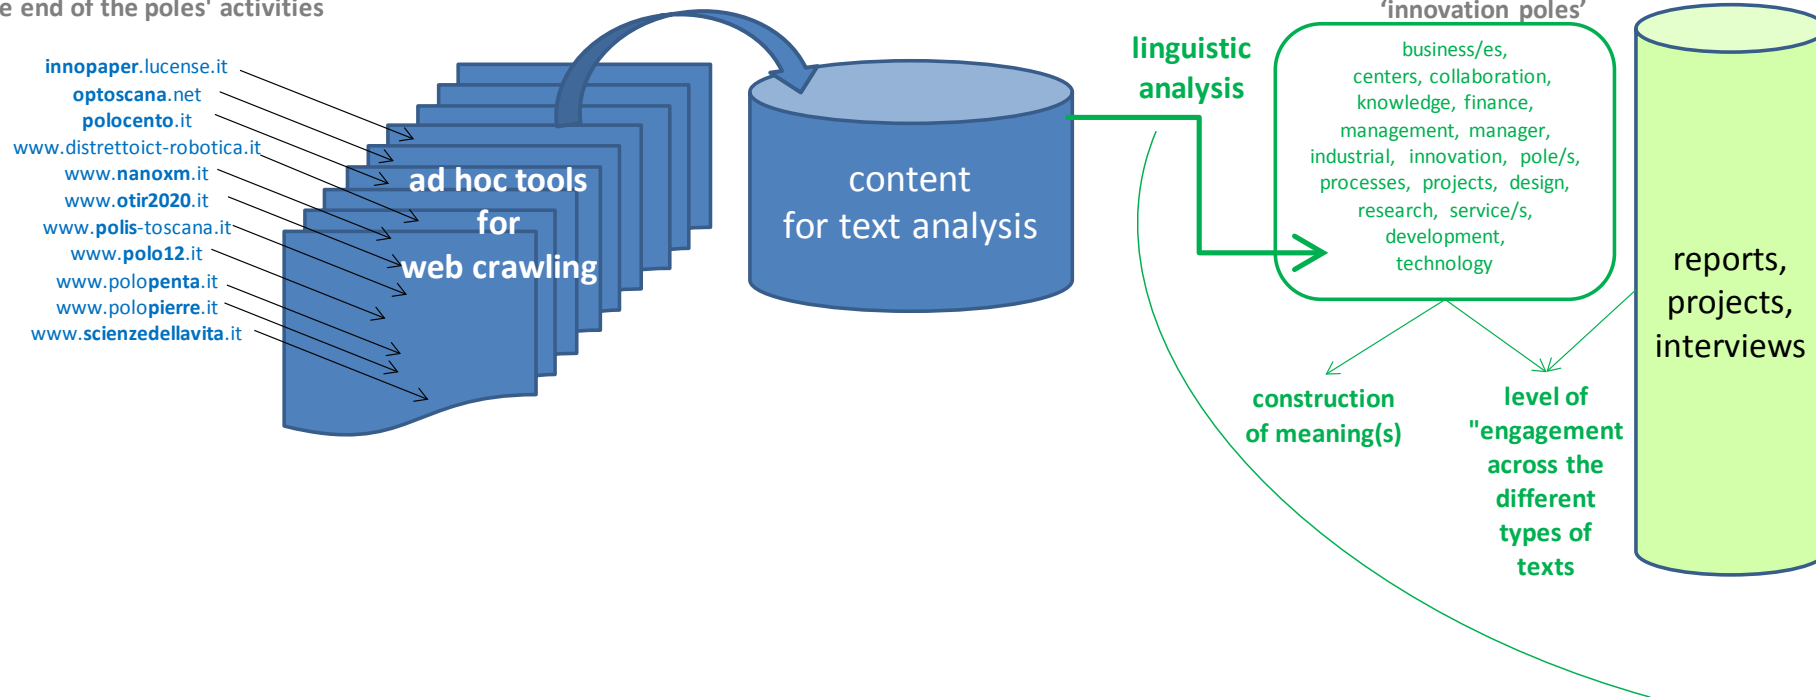 e end of the poles' activities
innopaper.lucense.it
optoscana.net
polocento.it
www.distrettoict-robotica.it
www.nanoxm.it
www.otir2020.it
www.polis-toscana.it
www.polo12.it
www.polopenta.it
www.polopierre.it
www.scienzedellavita.it
ad hoc tools
for
web crawling
content
for text analysis
linguistic
analysis
‘innovation poles’
business/es,
centers, collaboration,
knowledge, finance,
management, manager,
industrial, innovation, pole/s,
processes, projects, design,
research, service/s,
development,
technology
construction
of meaning(s)
level of
"engagement
across the
different
types of
texts
reports,
projects,
interviews